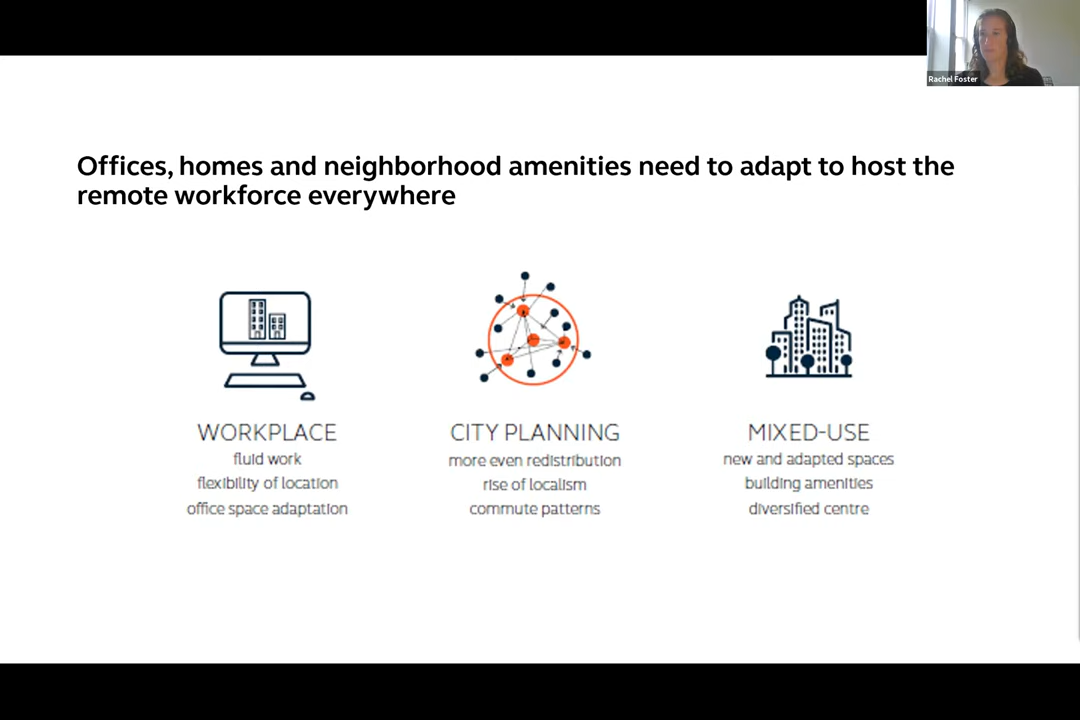 Rachel Foster
Offices, homes and neighborhood amenities need to adapt to host the
remote workforce everywhere
WORKPLACE
fluid work
flexibility of location
office space adaptation
CITY PLANNING
more even redistribution
rise of localism
commute patterns
MIXED-USE
new and adapted spaces
building amenities
diversified centre